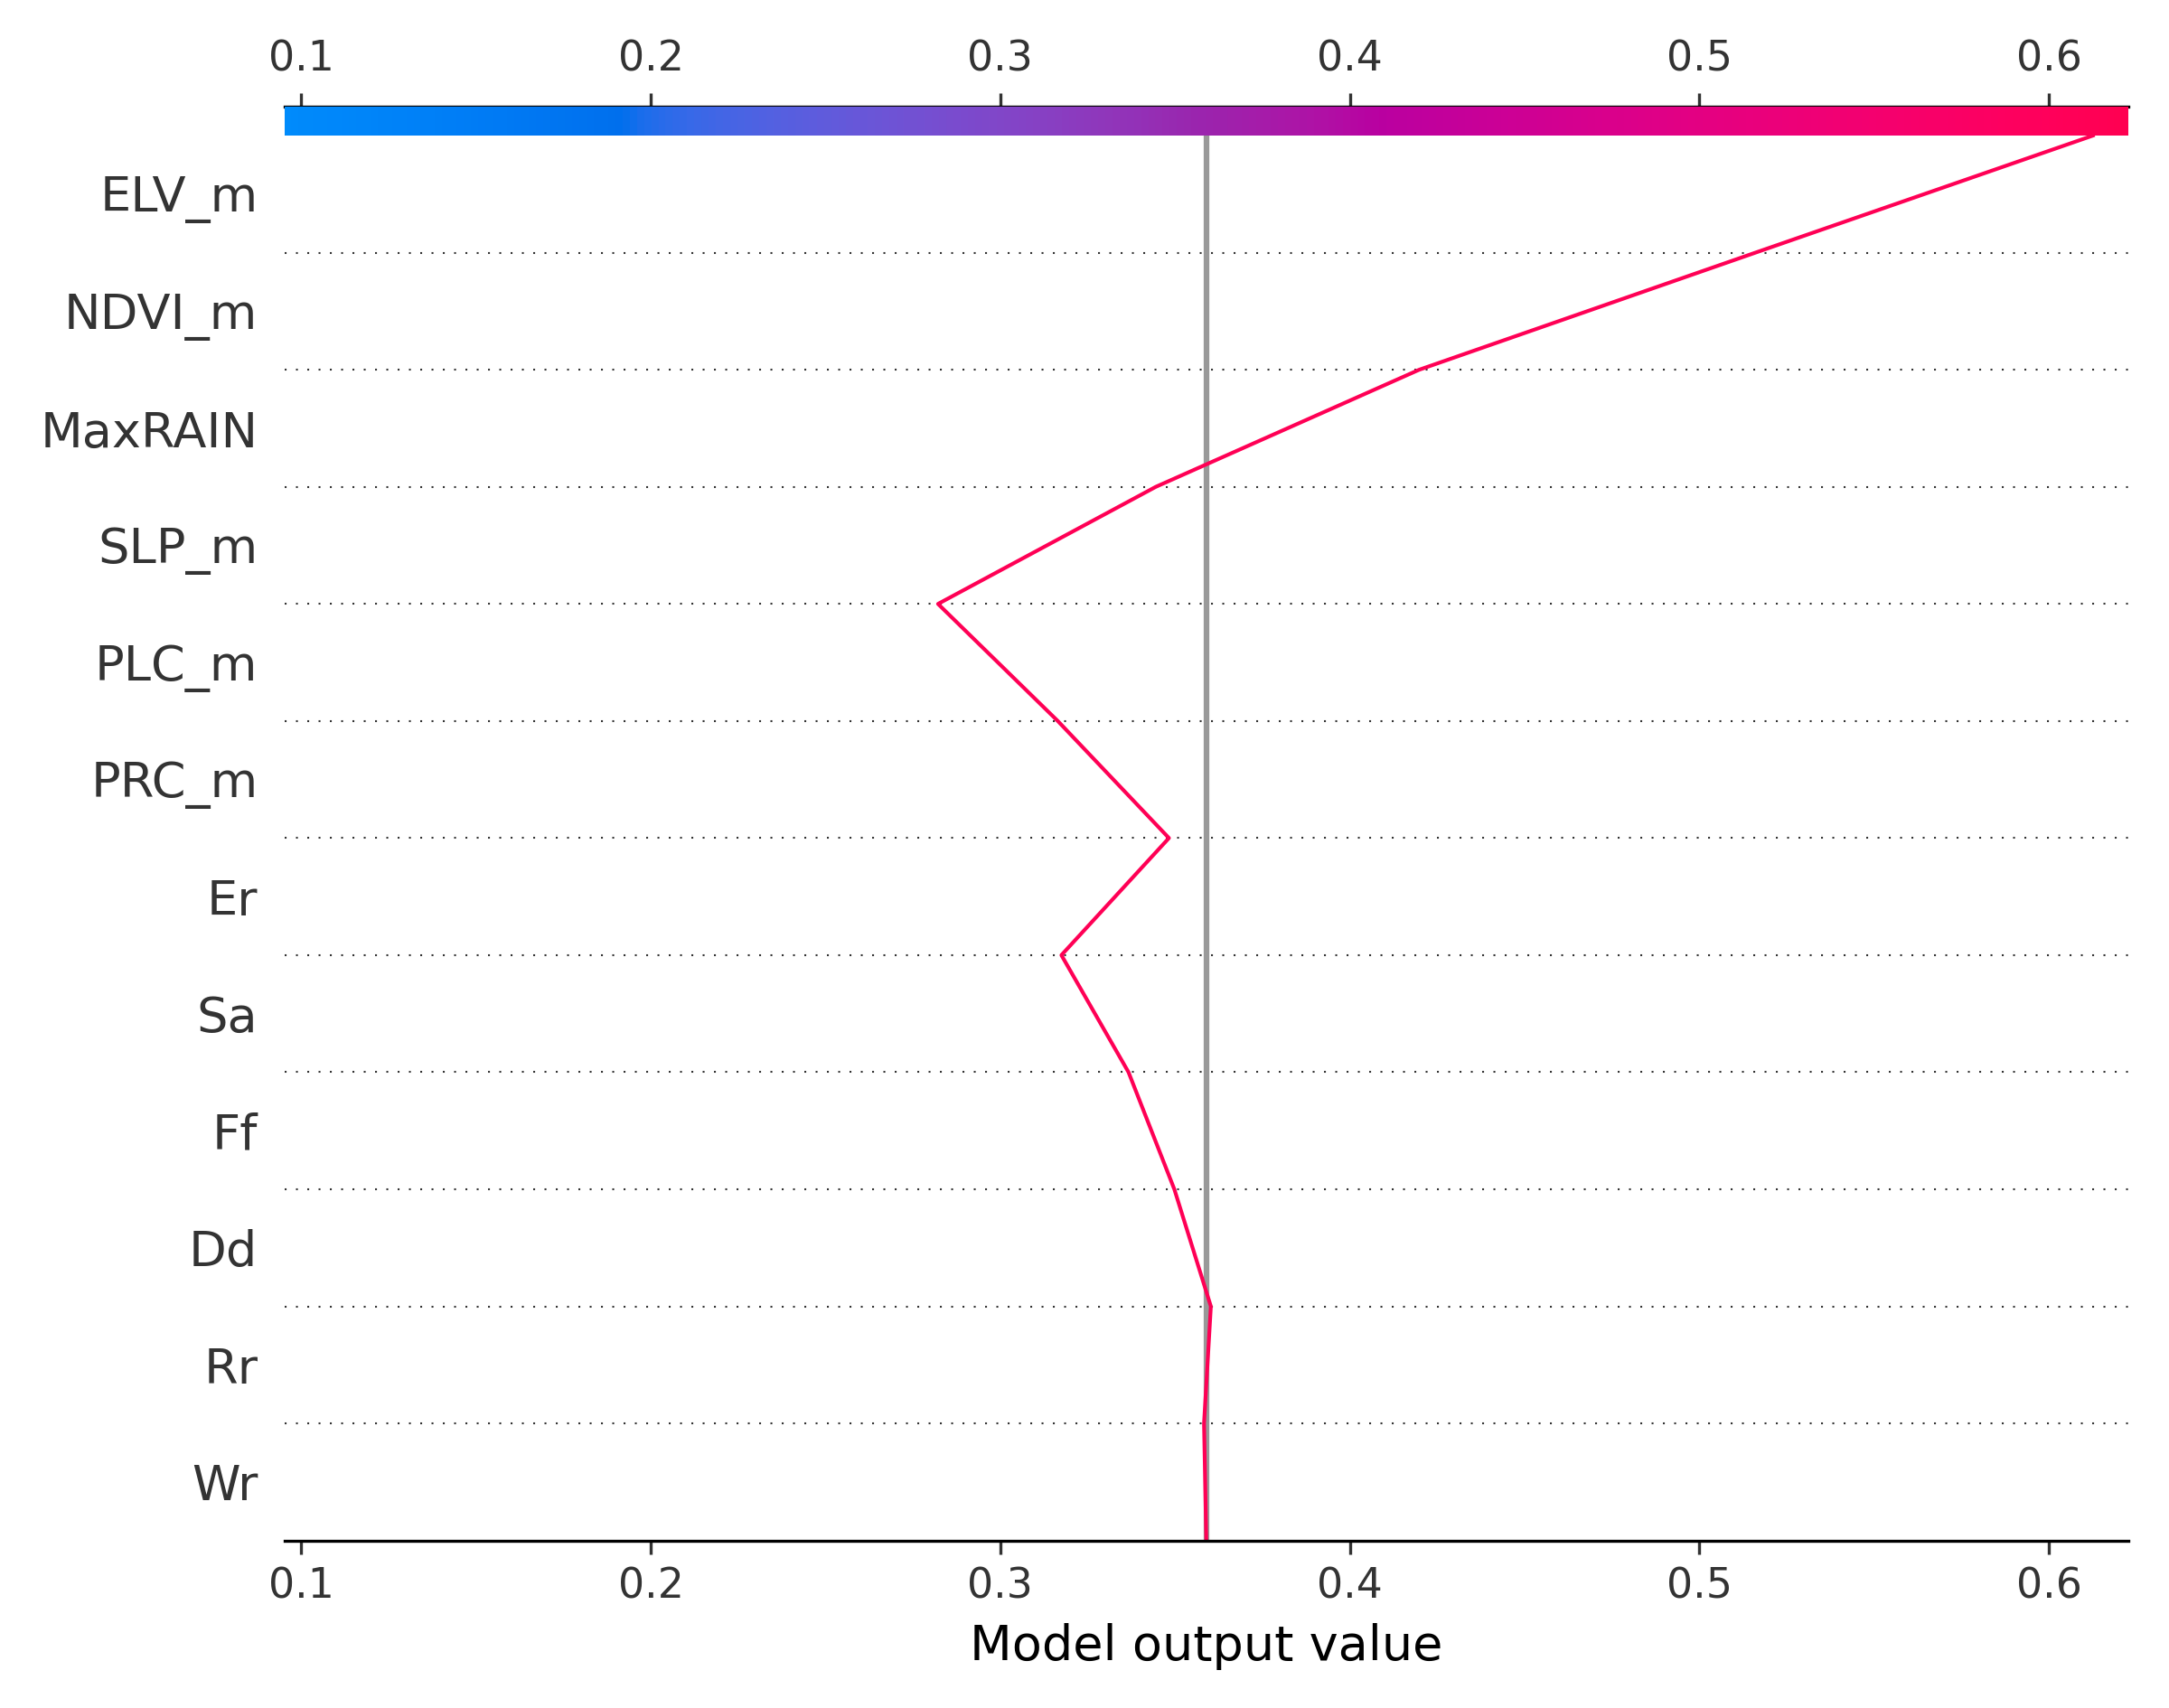 0.1 0.2 0.3 0.4 0.5 0.6
ELV_m
NDVI_m
MaxRAIN
SLP_m
PLC_m
PRC_m
Er
Sa
Ff
Dd
Rr
Wr
0.1 0.2 0.3 0.4 0.5 0.6
Model output value